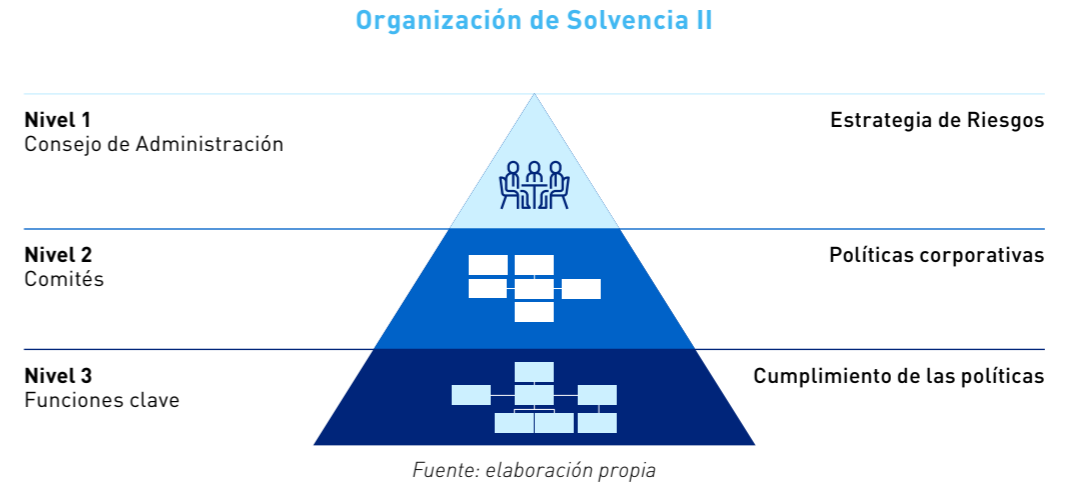 Organización de Solvencia II
Nivel 1
Consejo de Administración
Estrategia de Riesgos
Nivel 2
Comités
Políticas corporativas
Nivel 3
Funciones clave
Cumplimiento de las políticas
Fuente: elaboración propia